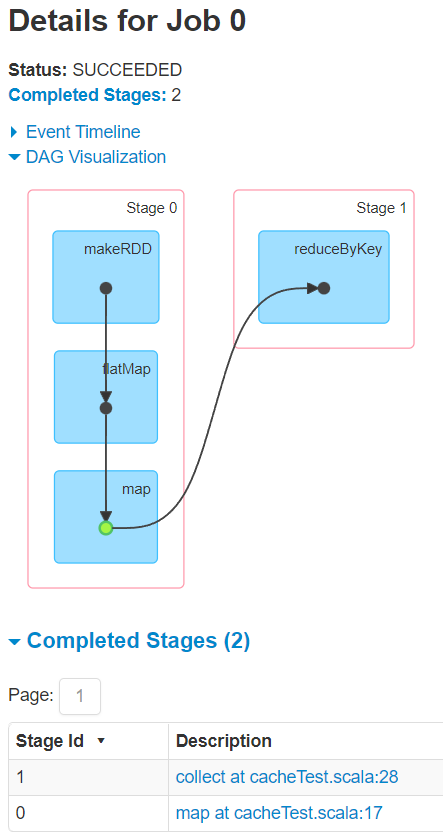 Details for Job 0
Status: SUCCEEDED
Completed Stages: 2
Event Timeline
DAG Visualization
Stage 0
Stage 1
makeRDD
reduceByKey
flatMap
map
Completed Stages (2)
Page: 1
Stage Id Description
1 collect at cacheTest.scala:28
0 map at cacheTest.scala:17